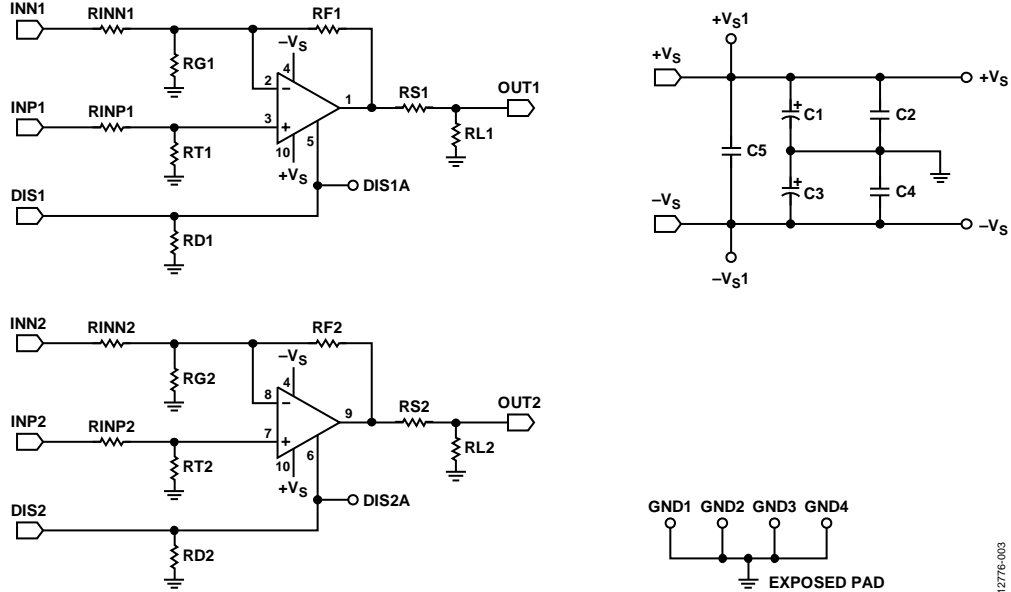 INN1
RINN1
RF1
−VS
RG1
4
2
−
1
RS1
OUT1
INP1
RINP1
3
+
5
RL1
RT1
10
+VS
DIS1A
DIS1
RD1
INN2
RINN2
RF2
−VS
RG2
4
8
−
9
RS2
OUT2
INP2
RINP2
7
+
6
RL2
RT2
10
+VS
DIS2A
DIS2
RD2
+VS1
+VS
+VS
+
C1
C2
C5
+
C3
C4
−VS
−VS
−VS1
GND1 GND2 GND3 GND4
EXPOSED PAD
12776-003